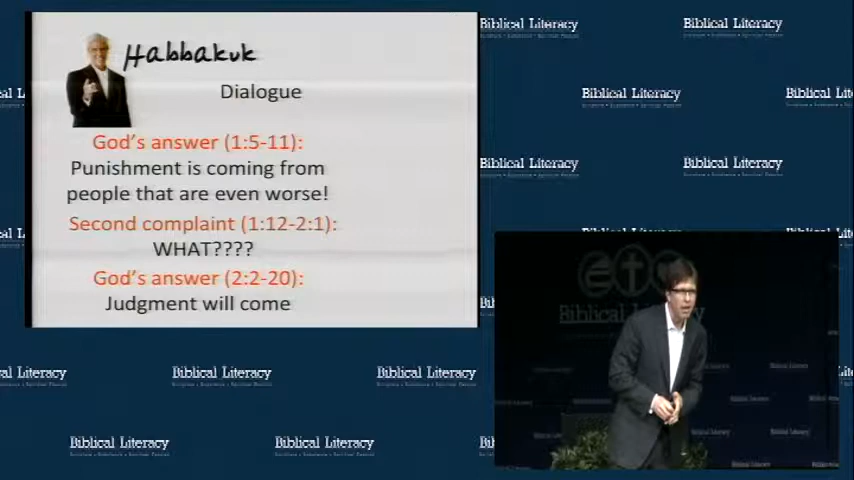 Habbakuk
Dialogue
God's answer (1:5-11):
Punishment is coming from
people that are even worse!
Second complaint (1:12-2:1):
WHAT????
God's answer (2:2-20):
Judgment will come
Biblical Literacy
Biblical Literacy
Biblical Literacy
Biblical Literacy
Biblical Literacy
Biblical Literacy
Biblical Literacy
Biblical Literacy
Biblical Literacy
Biblical Literacy